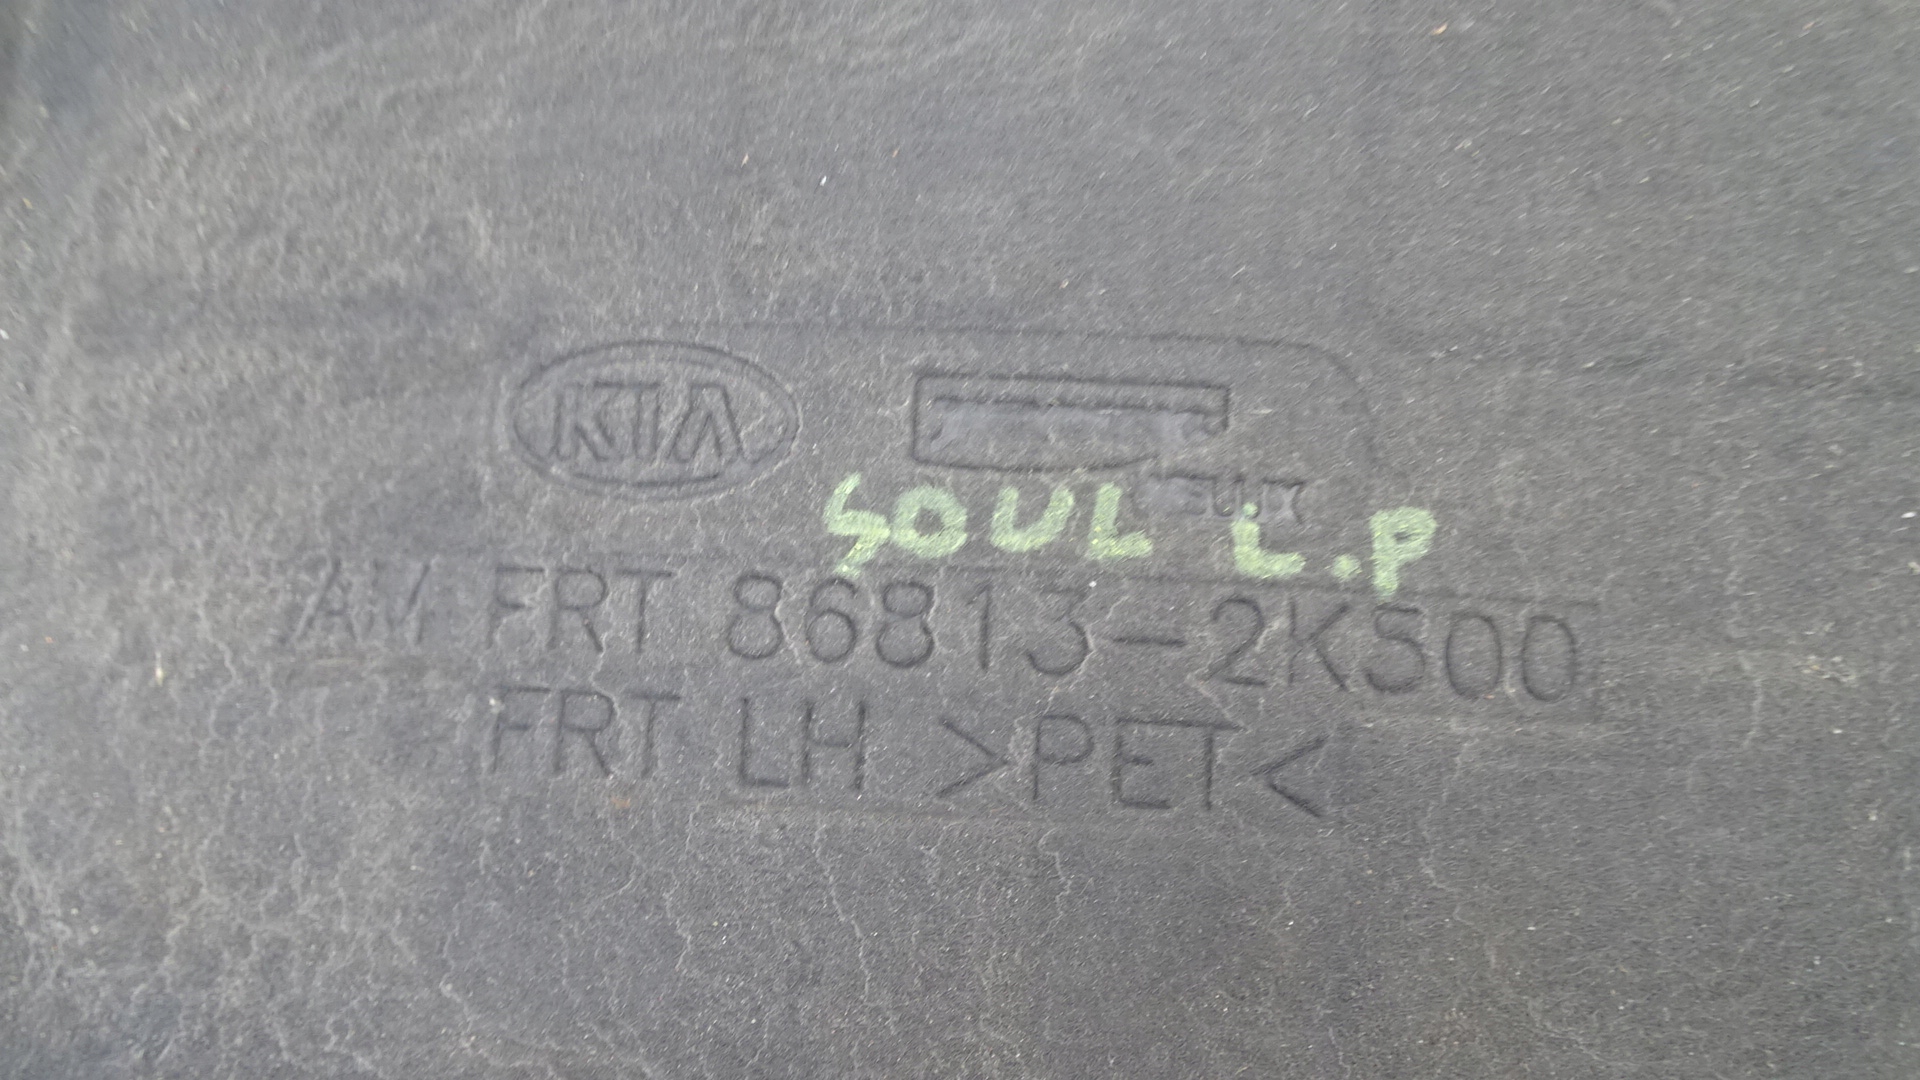 KIA
SOUL L.P
AM FRT 86813-2K500
FRT LH >PET<